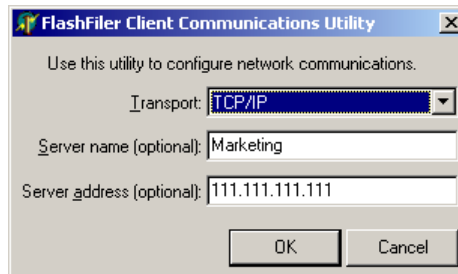 FlashFiler Client Communications Utility
Use this utility to configure network communications.
Transport: TCP/IP
Server name (optional): Marketing
Server address (optional): 111.111.111.111
OK Cancel